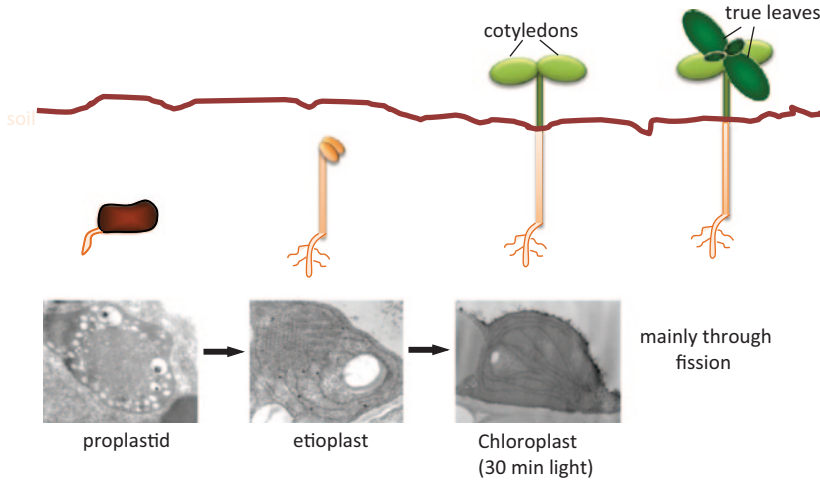 true leaves
cotyledons
soil
mainly through
fission
proplastid
etioplast
Chloroplast
(30 min light)